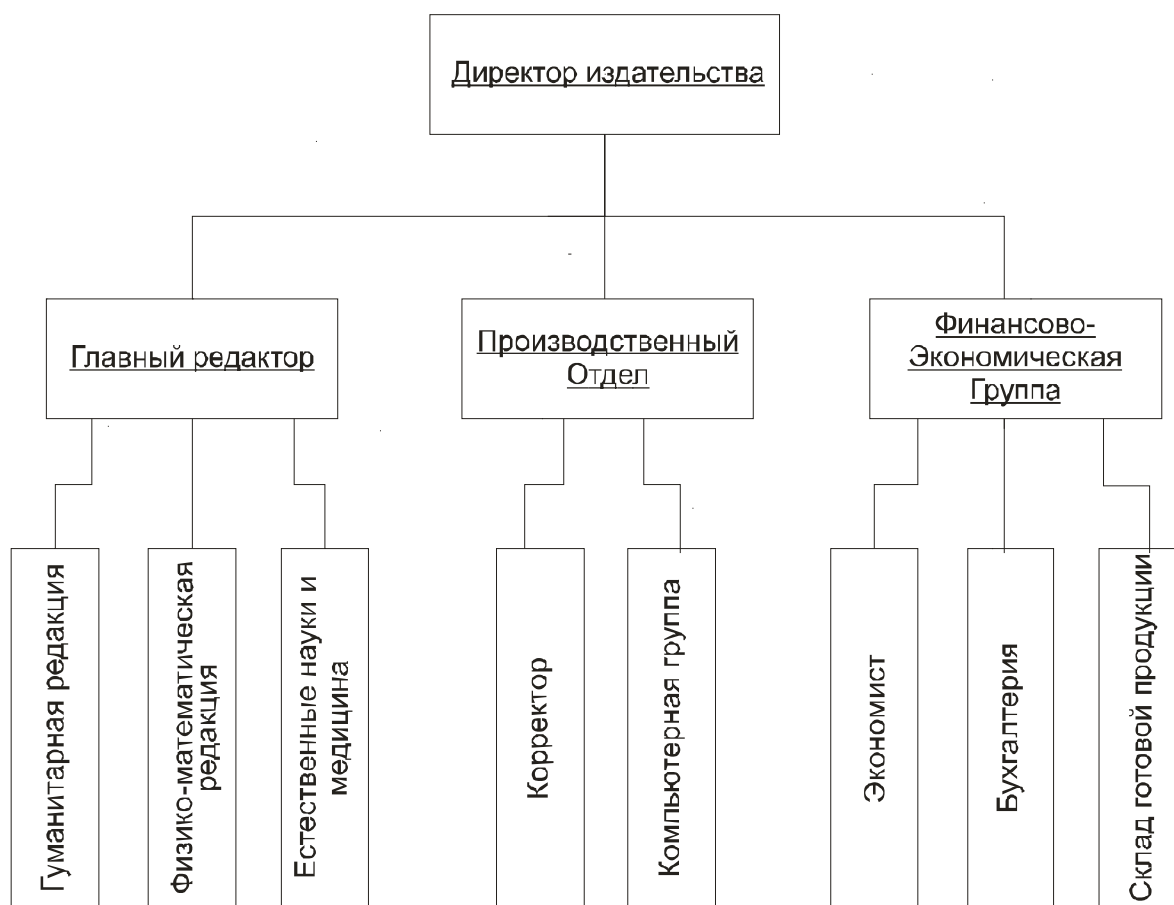 Директор издательства
Главный редактор
Производственный
Отдел
Финансово-
Экономическая
Группа
Гуманитарная редакция
Физико-математическая
редакция
Естественные науки и
медицина
Корректор
Компьютерная группа
Экономист
Бухгалтерия
Склад готовой продукции